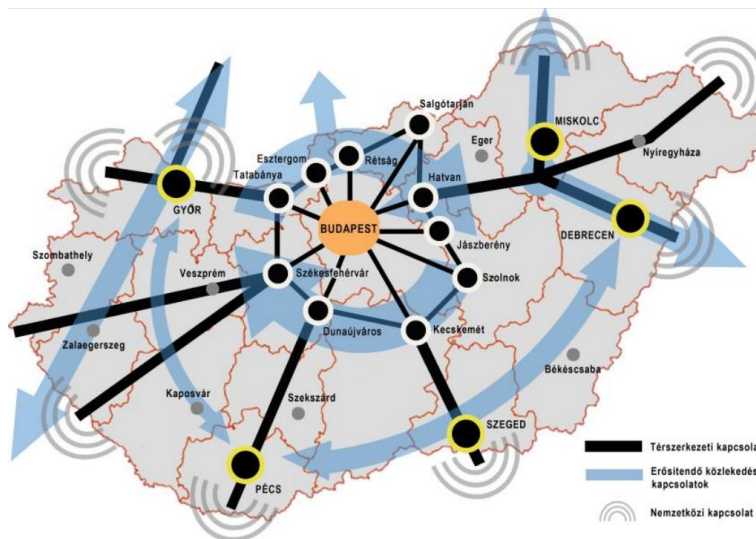 Salgótarján
MISKOLC
Eger
Nyíregyháza
Rétság
Esztergom
Tatabánya
Hatvan
GYŐR
BUDAPEST
DEBRECEN
Jászberény
Szombathely
Veszprém
Székesfehérvár
Szolnok
Dunaújváros
Kecskemét
Zalaegerszeg
Békéscsaba
Kaposvár
Szekszárd
SZEGED
PÉCS
Térszerkezeti kapcsola
Erősítendő közlekedés
kapcsolatok
Nemzetközi kapcsolat